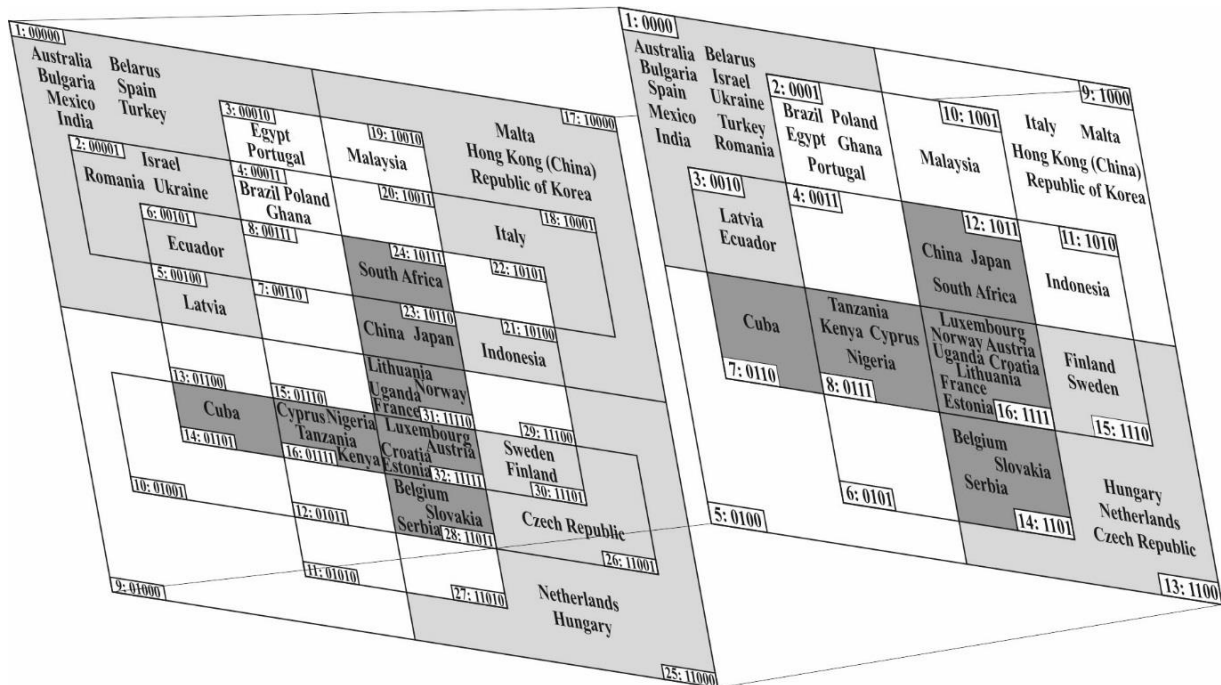 1: 00000
Australia Belarus
Bulgaria Spain
Mexico Turkey
India
3: 00010
Egypt
Portugal
19: 10010
Malaysia
17: 10000
Malta
Hong Kong (China)
Republic of Korea
2: 00001
Israel
Romania Ukraine
4: 00011
Brazil Poland
Ghana
20: 10011
18: 10001
Italy
6: 00101
Ecuador
8: 00111
24: 10111
South Africa
22: 10101
5: 00100
Latvia
7: 00110
23: 10110
China Japan
21: 10100
Indonesia
13: 01100
15: 01110
Lithuania
Uganda Norway
France
31: 11110
29: 11100
Cuba
14: 01101
Cyprus Nigeria
Tanzania
Kenya
16: 01111
Luxembourg
Austria
Croatia
Estonia
32: 11111
Sweden
Finland
30: 11101
10: 01001
12: 01011
Belgium
Slovakia
Serbia
28: 11011
Czech Republic
26: 11001
9: 01000
11: 01010
27: 11010
Netherlands
Hungary
25: 11000
1: 0000
Australia Belarus
Bulgaria Israel
Spain Ukraine
Mexico Turkey
India Romania
2: 0001
Brazil Poland
Egypt Ghana
Portugal
10: 1001
Malaysia
9: 1000
Italy Malta
Hong Kong (China)
Republic of Korea
3: 0010
Latvia
Ecuador
4: 0011
12: 1011
China Japan
South Africa
11: 1010
Indonesia
Cuba
7: 0110
Tanzania
Kenya Cyprus
Nigeria
8: 0111
Luxembourg
Norway Austria
Uganda Croatia
Lithuania
France
Estonia
16: 1111
Finland
Sweden
15: 1110
5: 0100
6: 0101
Belgium
Slovakia
Serbia
14: 1101
Hungary
Netherlands
Czech Republic
13: 1100